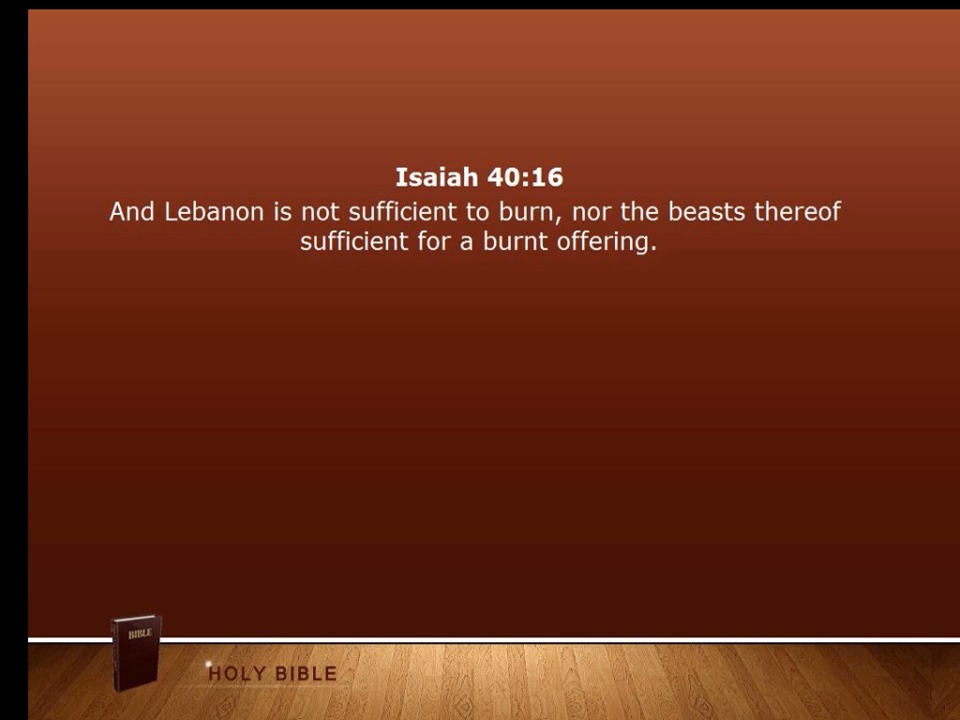 Isaiah 40:16
And Lebanon is not sufficient to burn, nor the beasts thereof
sufficient for a burnt offering.
BIBLE
HOLY BIBLE